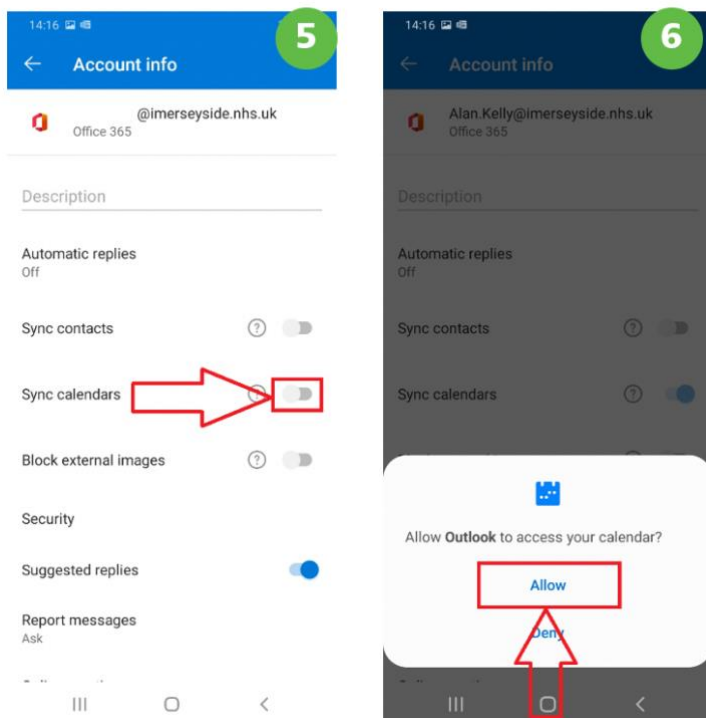 14:16
5
Account info
@imerseyside.nhs.uk
Office 365
Description
Automatic replies
Off
Sync contacts
?
Sync calendars
?
Block external images
?
Security
Suggested replies
Report messages
Ask
14:16
6
Account info
Alan.Kelly@imerseyside.nhs.uk
Office 365
Description
Automatic replies
Off
Sync contacts
?
Sync calendars
?
Allow Outlook to access your calendar?
Allow
Deny